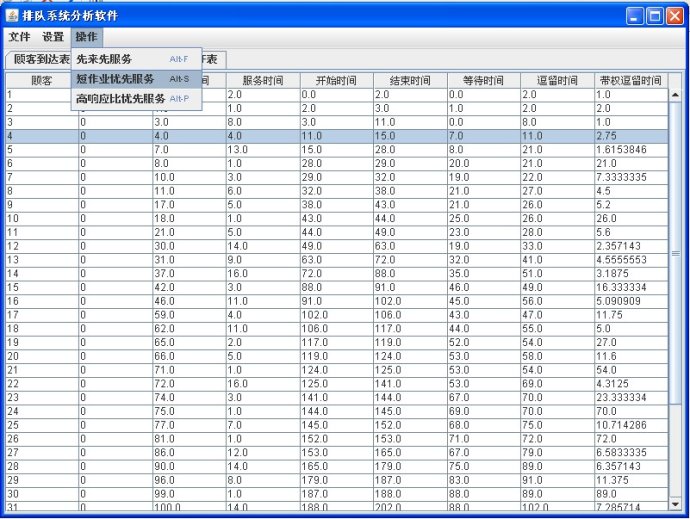 排队系统分析软件
文件 设置 操作
顾客到达表 表
先来先服务 Alt-F
短作业优先服务 Alt-S
高响应比优先服务 Alt-P
顾客 间 服务时间 开始时间 结束时间 等待时间 逗留时间 带权逗留时间
1 2.0 0.0 2.0 0.0 2.0 1.0
2 1.0 2.0 3.0 1.0 2.0 2.0
3 0 3.0 8.0 3.0 11.0 0.0 8.0 1.0
4 0 4.0 4.0 11.0 15.0 7.0 11.0 2.75
5 0 7.0 13.0 15.0 28.0 8.0 21.0 1.6153846
6 0 8.0 1.0 28.0 29.0 20.0 21.0 21.0
7 0 10.0 3.0 29.0 32.0 19.0 22.0 7.3333335
8 0 11.0 6.0 32.0 38.0 21.0 27.0 4.5
9 0 17.0 5.0 38.0 43.0 21.0 26.0 5.2
10 0 18.0 1.0 43.0 44.0 25.0 26.0 26.0
11 0 21.0 5.0 44.0 49.0 23.0 28.0 5.6
12 0 30.0 14.0 49.0 63.0 19.0 33.0 2.357143
13 0 31.0 9.0 63.0 72.0 32.0 41.0 4.5555553
14 0 37.0 16.0 72.0 88.0 35.0 51.0 3.1875
15 0 42.0 3.0 88.0 91.0 46.0 49.0 16.333334
16 0 46.0 11.0 91.0 102.0 45.0 56.0 5.090909
17 0 59.0 4.0 102.0 106.0 43.0 47.0 11.75
18 0 62.0 11.0 106.0 117.0 44.0 55.0 5.0
19 0 65.0 2.0 117.0 119.0 52.0 54.0 27.0
20 0 66.0 5.0 119.0 124.0 53.0 58.0 11.6
21 0 71.0 1.0 124.0 125.0 53.0 54.0 54.0
22 0 72.0 16.0 125.0 141.0 53.0 69.0 4.3125
23 0 74.0 3.0 141.0 144.0 67.0 70.0 23.333334
24 0 75.0 1.0 144.0 145.0 69.0 70.0 70.0
25 0 77.0 7.0 145.0 152.0 68.0 75.0 10.714286
26 0 81.0 1.0 152.0 153.0 71.0 72.0 72.0
27 0 86.0 12.0 153.0 165.0 67.0 79.0 6.5833335
28 0 90.0 14.0 165.0 179.0 75.0 89.0 6.357143
29 0 96.0 8.0 179.0 187.0 83.0 91.0 11.375
30 0 99.0 1.0 187.0 188.0 88.0 89.0 89.0
31 0 100.0 14.0 188.0 202.0 88.0 102.0 7.285714